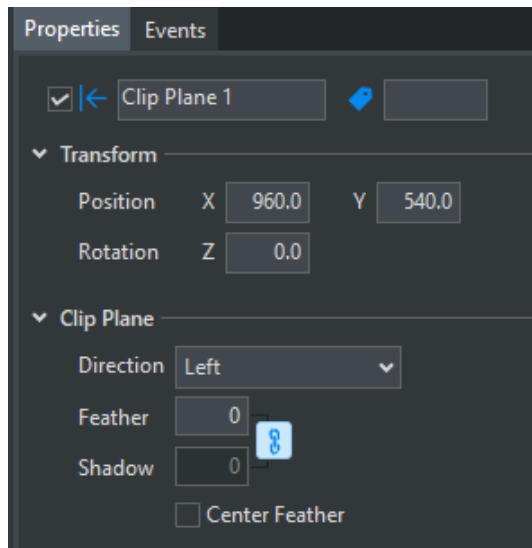 Properties Events
Clip Plane 1
Transform
Position X 960.0 Y 540.0
Rotation Z 0.0
Clip Plane
Direction Left
Feather 0
Shadow 0
Center Feather